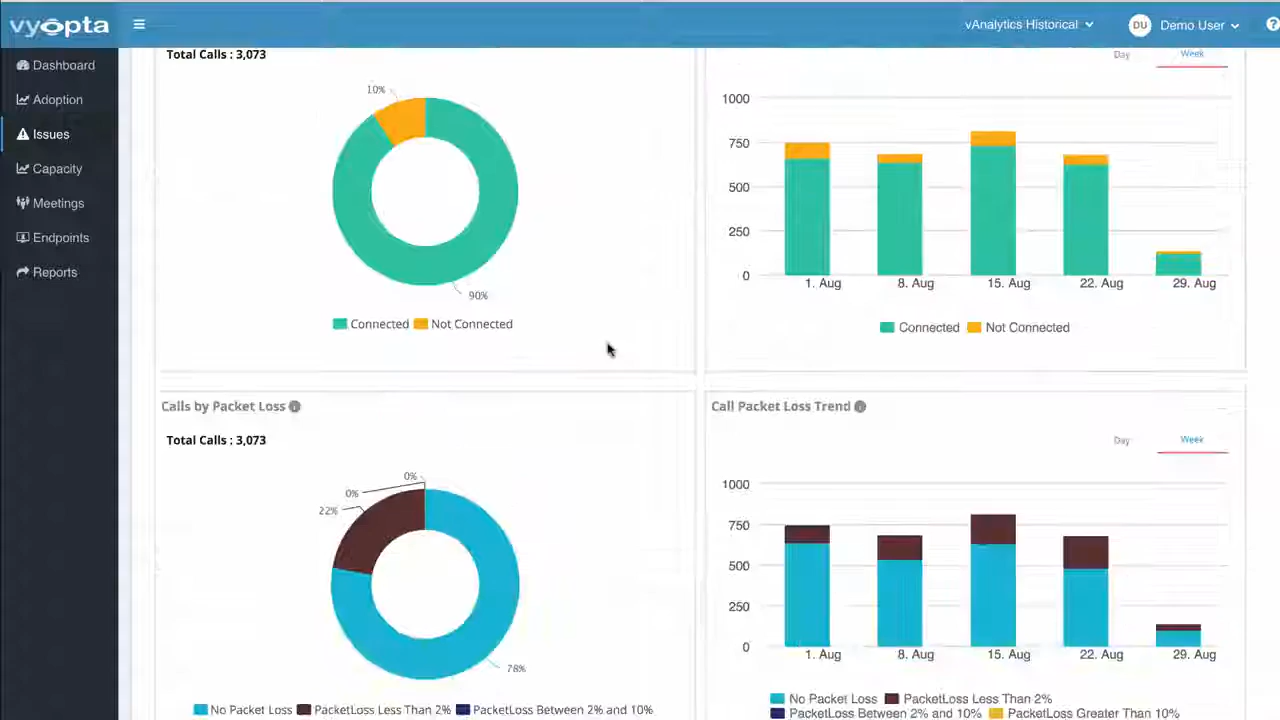 vyopta
vAnalytics Historical
DU Demo User
?
Dashboard
Adoption
Issues
Capacity
Meetings
Endpoints
Reports
Total Calls : 3,073
10%
90%
Connected Not Connected
Day Week
1000
750
500
250
0
1. Aug 8. Aug 15. Aug 22. Aug 29. Aug
Connected Not Connected
Calls by Packet Loss
Total Calls : 3,073
0%
0%
22%
78%
No Packet Loss PacketLoss Less Than 2% PacketLoss Between 2% and 10%
Call Packet Loss Trend
Day Week
1000
750
500
250
0
1. Aug 8. Aug 15. Aug 22. Aug 29. Aug
No Packet Loss PacketLoss Less Than 2%
PacketLoss Between 2% and 10% PacketLoss Greater Than 10%